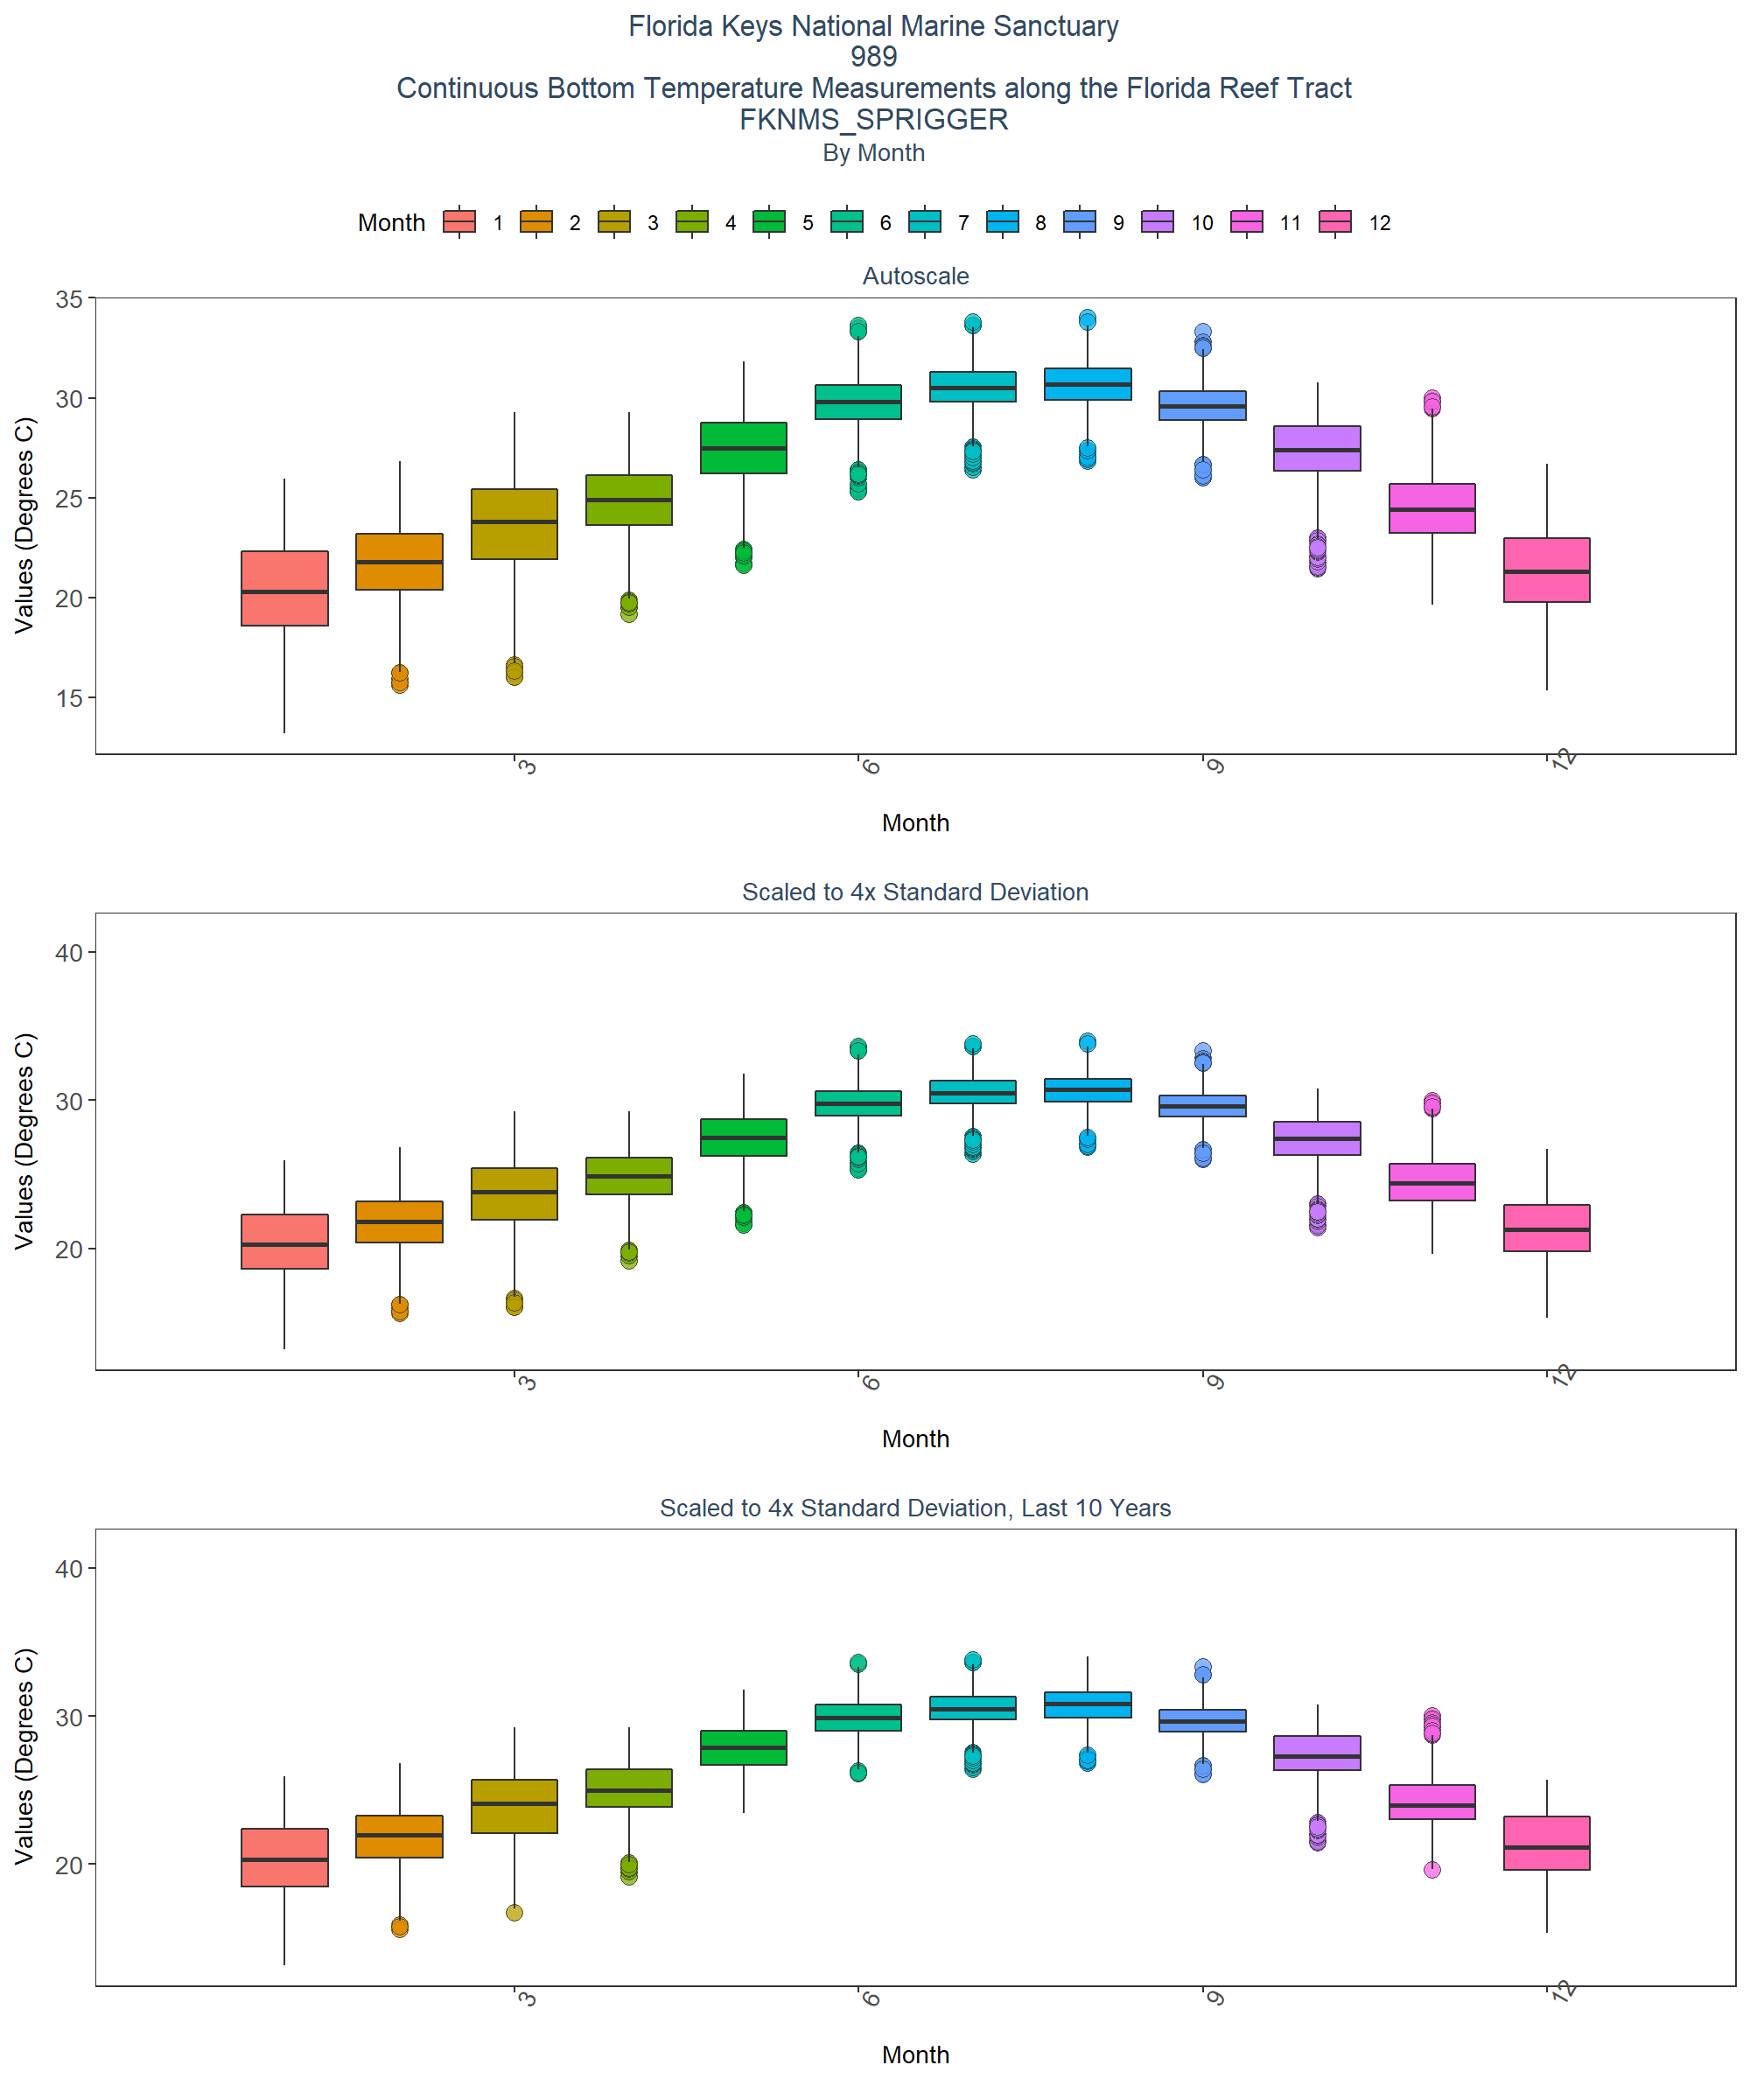 Florida Keys National Marine Sanctuary
989
Continuous Bottom Temperature Measurements along the Florida Reef Tract
FKNMS_SPRIGGER
By Month
Month 1 2 3 4 5 6 7 8 9 10 11 12
Autoscale
Values (Degrees C)
35
30
25
20
15
3 6 9 12
Month
Scaled to 4x Standard Deviation
Values (Degrees C)
40
30
20
3 6 9 12
Month
Scaled to 4x Standard Deviation, Last 10 Years
Values (Degrees C)
40
30
20
3 6 9 12
Month